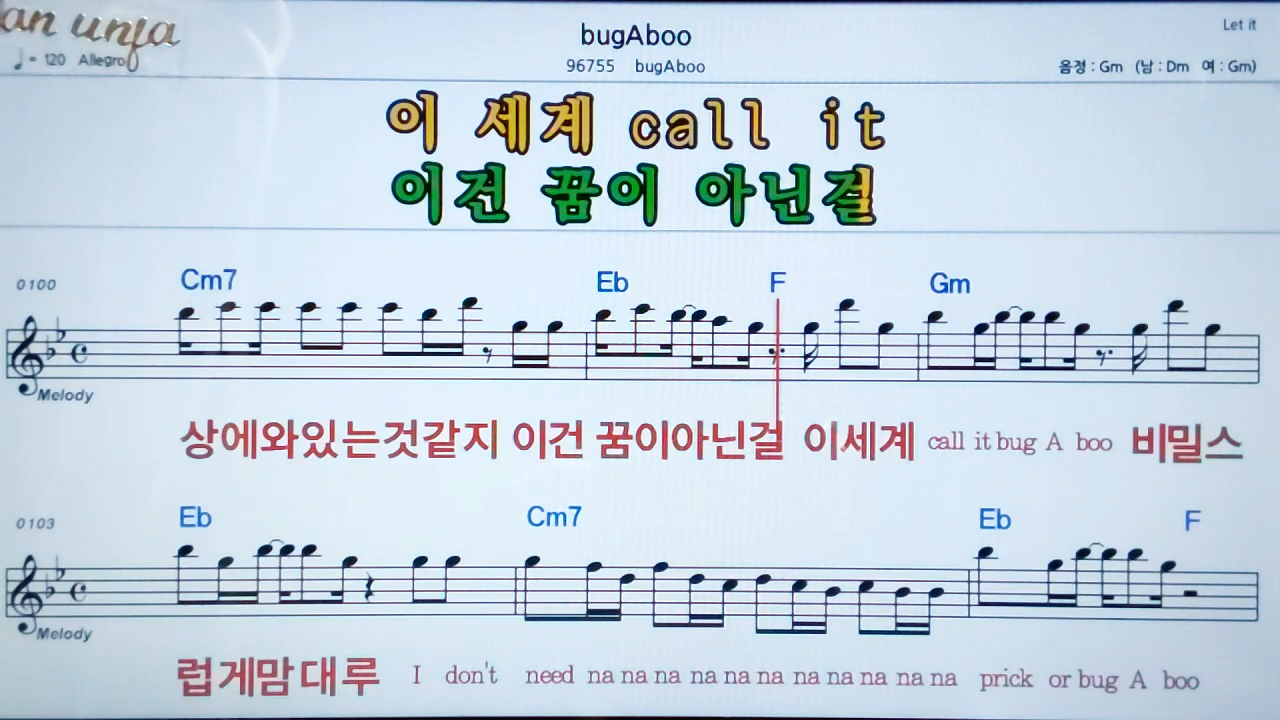 an unja
bugAboo
Let it
♩= 120 Allegro
96755 bugAboo
음정 : Gm (남 : Dm 여 : Gm)
이 세계 call it
이건 꿈이 아닌걸
0100 Cm7 Eb F Gm
Melody
상에와있는것같지 이건 꿈이아닌걸 이세계 call it bug A boo 비밀스
0103 Eb Cm7 Eb F
Melody
럽게맘대루 I don't need na na na na na na na na na na na prick or bug A boo